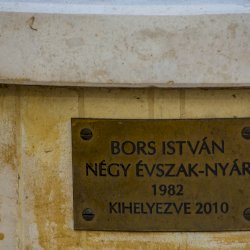 BORS ISTVÁN
NÉGY ÉVSZAK-NYÁR
1982
KIHELYEZVE 2010